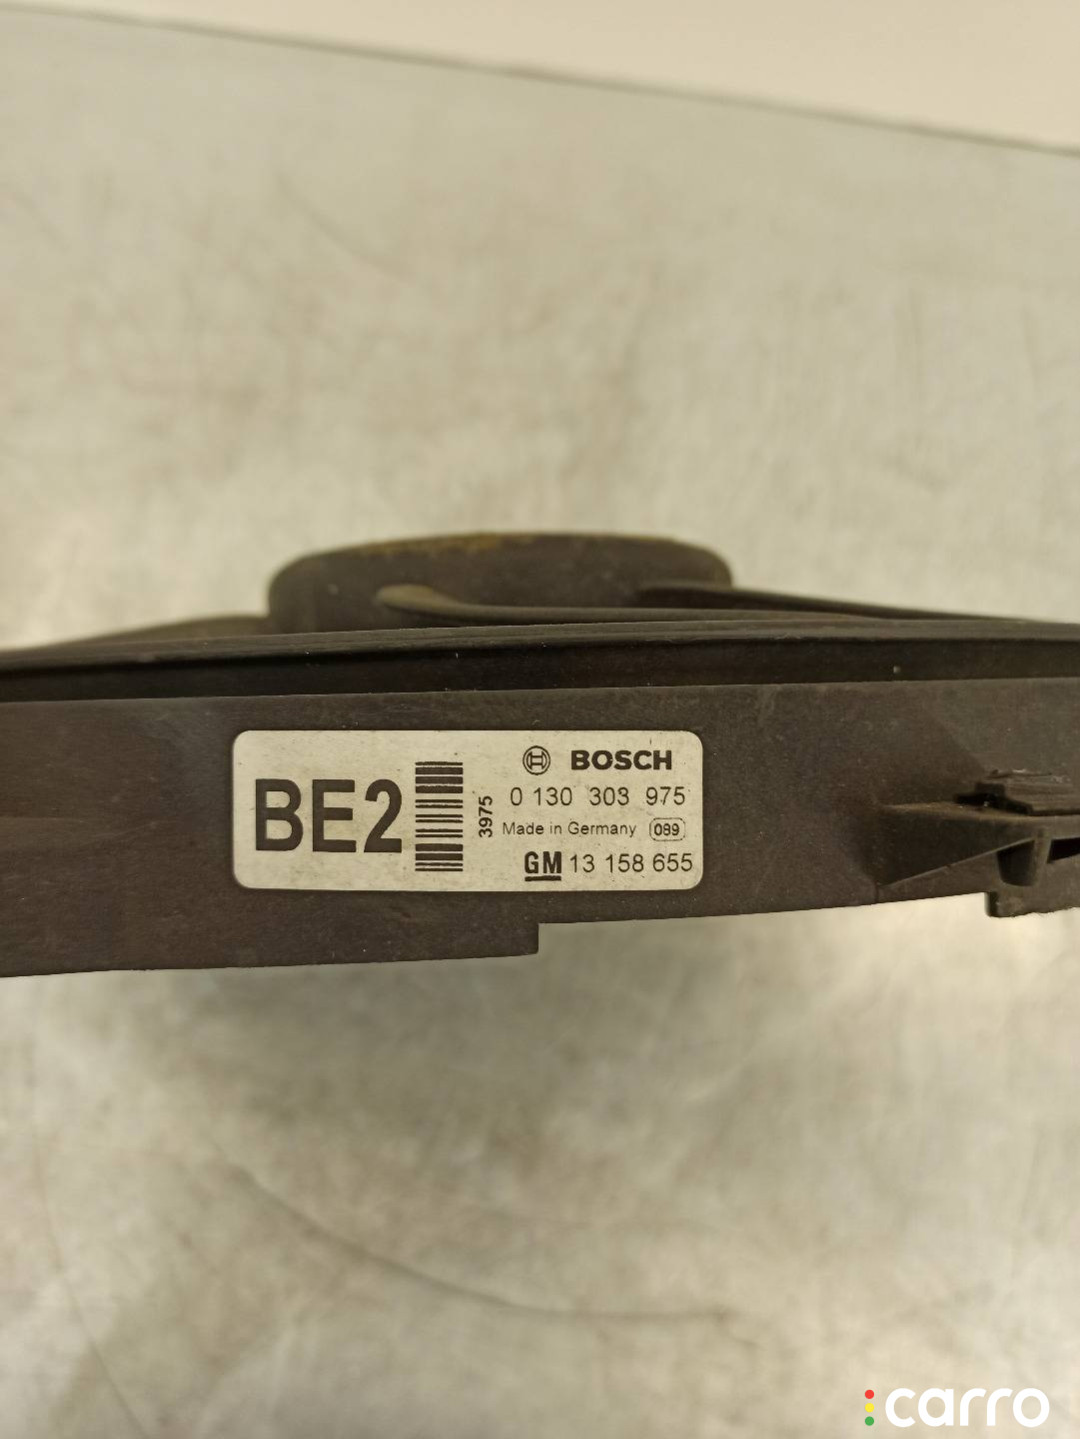 BE2
3975
BOSCH
0 130 303 975
Made in Germany 089
GM 13 158 655
carro